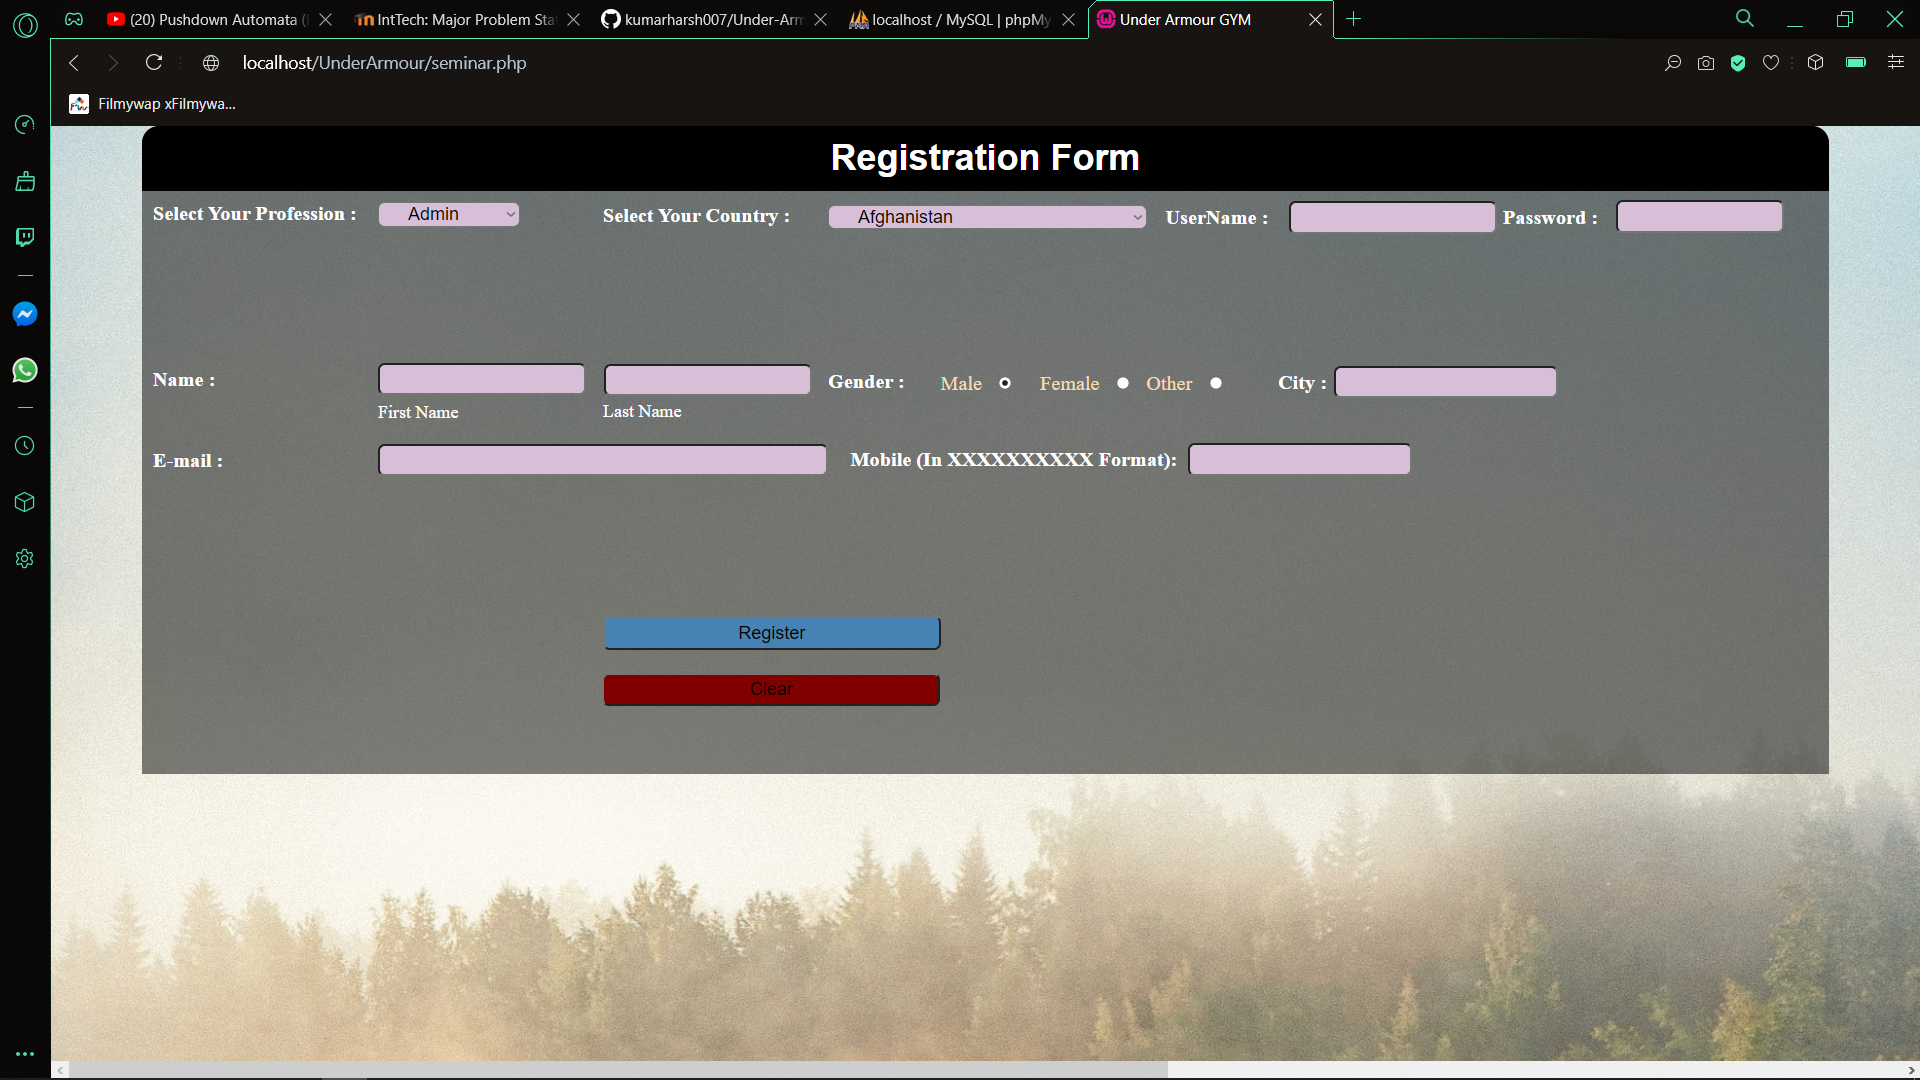 (20) Pushdown Automata (
IntTech: Major Problem Sta
kumarharsh007/Under-Arm
localhost / MySQL | phpMy
Under Armour GYM
localhost/UnderArmour/seminar.php
Filmywap xFilmywa...
Registration Form
Select Your Profession : Admin Select Your Country : Afghanistan UserName : Password :
Name : Gender : Male Female Other City :
First Name Last Name
E-mail : Mobile (In XXXXXXXXXX Format):
Register
Clear